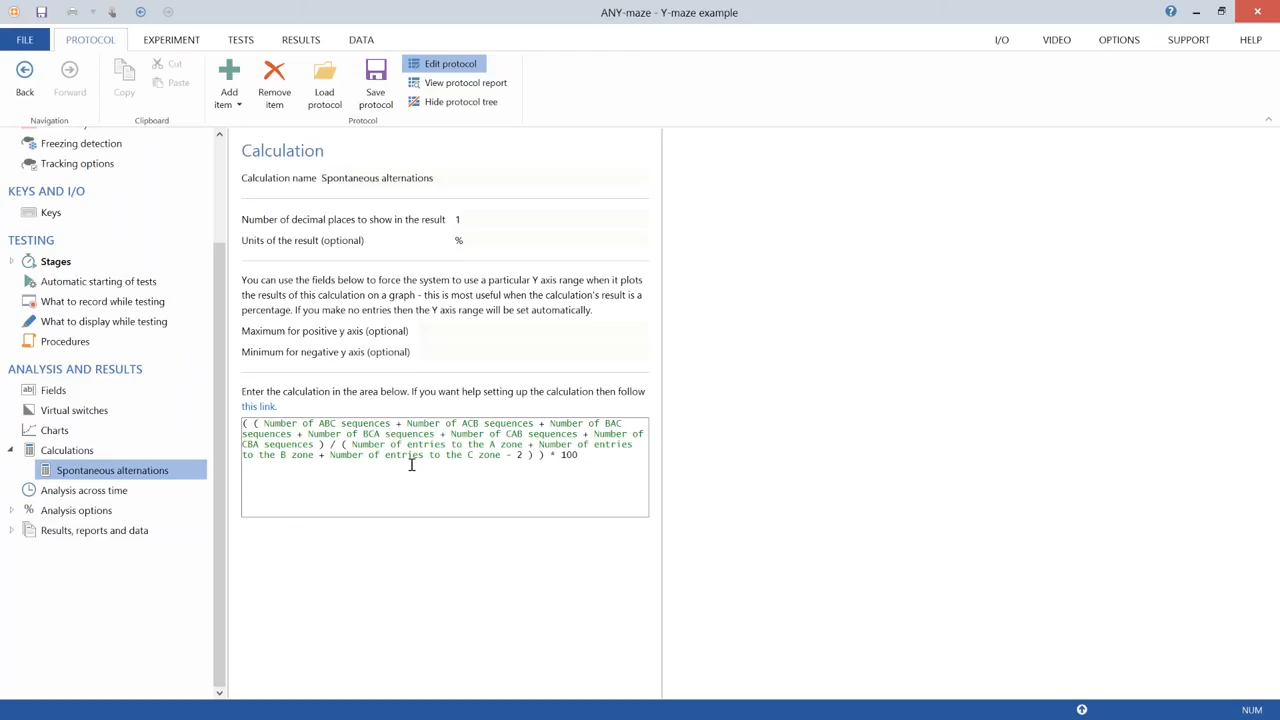 ANY-maze - Y-maze example
FILE
PROTOCOL
EXPERIMENT
TESTS
RESULTS
DATA
I/O
VIDEO
OPTIONS
SUPPORT
HELP
Back
Forward
Navigation
Copy
Cut
Paste
Clipboard
Add
item
Remove
item
Load
protocol
Save
protocol
Edit protocol
View protocol report
Hide protocol tree
Protocol
Freezing detection
Tracking options
KEYS AND I/O
Keys
TESTING
Stages
Automatic starting of tests
What to record while testing
What to display while testing
Procedures
ANALYSIS AND RESULTS
Fields
Virtual switches
Charts
Calculations
Spontaneous alternations
Analysis across time
Analysis options
Results, reports and data
Calculation
Calculation name Spontaneous alternations
Number of decimal places to show in the result 1
Units of the result (optional) %
You can use the fields below to force the system to use a particular Y axis range when it plots
the results of this calculation on a graph - this is most useful when the calculation's result is a
percentage. If you make no entries then the Y axis range will be set automatically.
Maximum for positive y axis (optional)
Minimum for negative y axis (optional)
Enter the calculation in the area below. If you want help setting up the calculation then follow
this link.
( ( Number of ABC sequences + Number of ACB sequences + Number of BAC
sequences + Number of BCA sequences + Number of CAB sequences + Number of
CBA sequences ) / ( Number of entries to the A zone + Number of entries
to the B zone + Number of entries to the C zone - 2 ) ) * 100
NUM